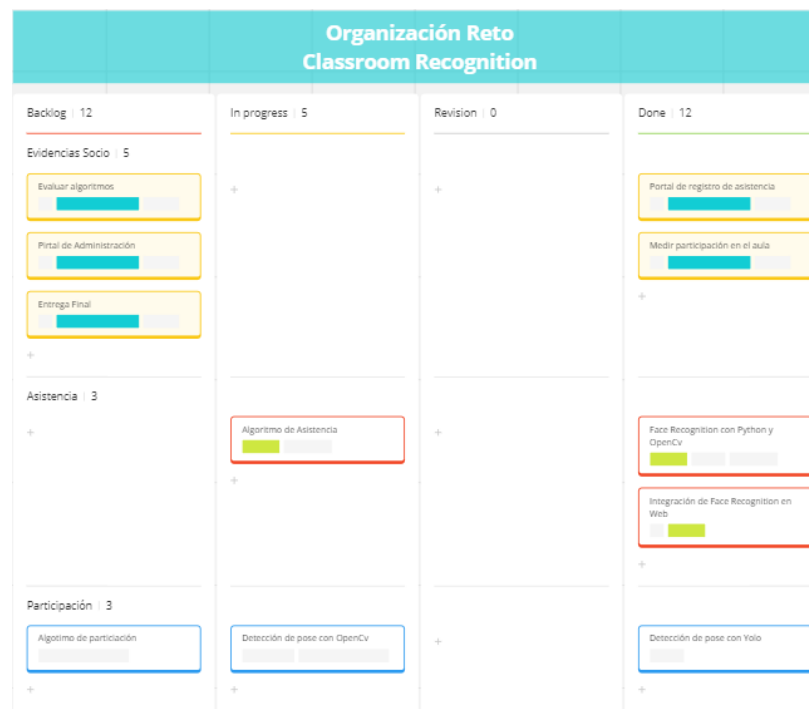 Organización Reto
Classroom Recognition
Backlog | 12
In progress | 5
Revision | 0
Done | 12
Evidencias Socio | 5
Evaluar algoritmos
Pirtal de Administración
Entrega Final
Portal de registro de asistencia
Medir participación en el aula
Asistencia | 3
Algoritmo de Asistencia
Face Recognition con Python y
OpenCv
Integración de Face Recognition en
Web
Participación | 3
Algotimo de particiación
Detección de pose con OpenCv
Detección de pose con Yolo